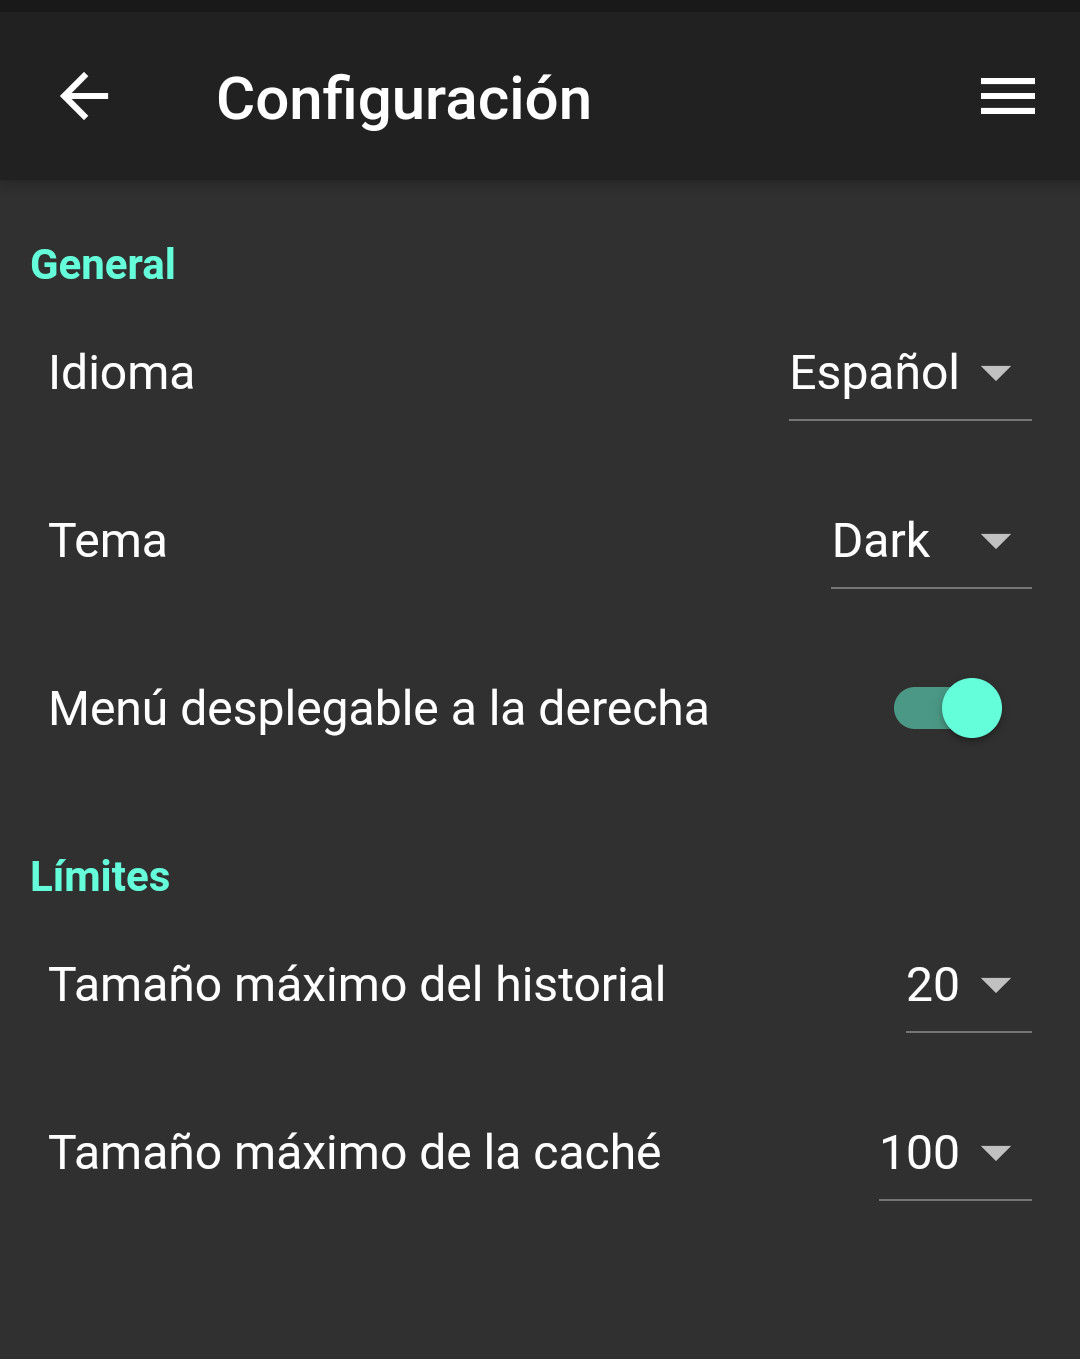 Configuración
General
Idioma Español
Tema Dark
Menú desplegable a la derecha
Límites
Tamaño máximo del historial 20
Tamaño máximo de la caché 100